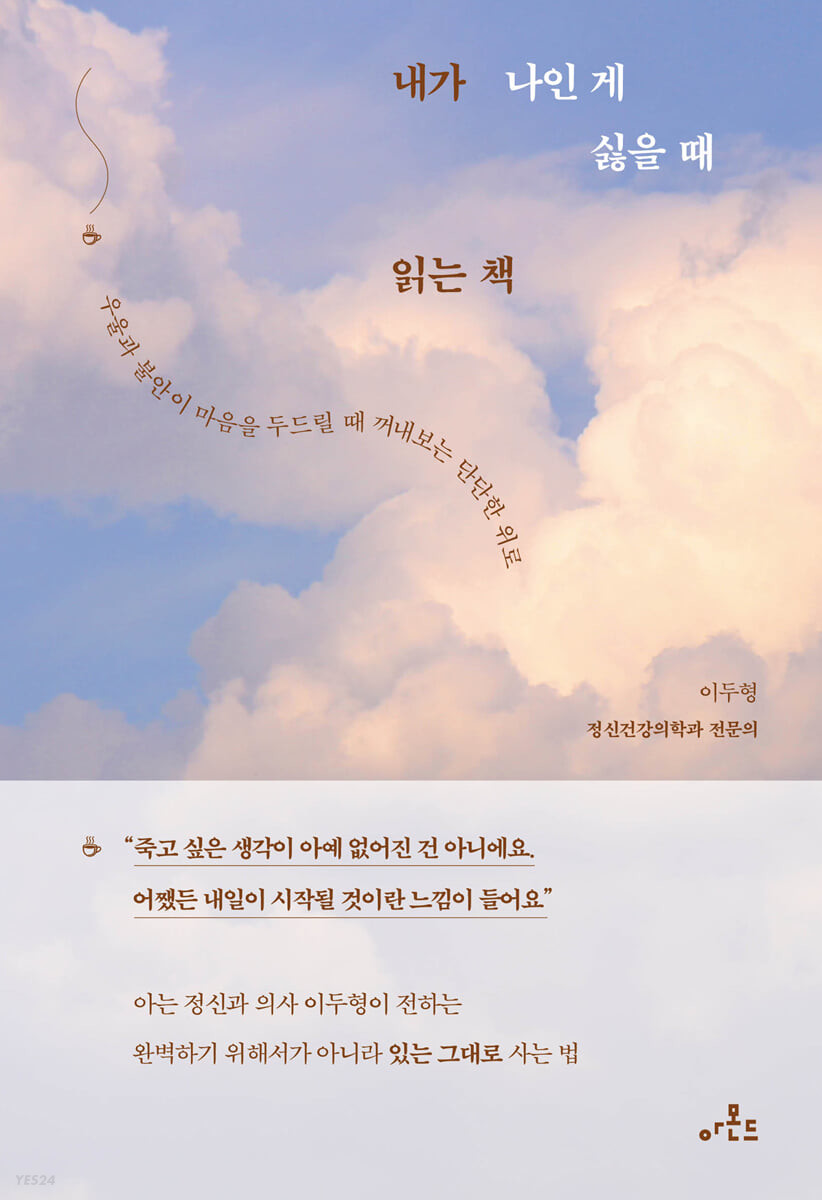 내가 나인 게
싫을 때
읽는 책
우울과 불안이 마음을 두드릴 때 꺼내보는 단단한 위로
이두형
정신건강의학과 전문의
“죽고 싶은 생각이 아예 없어진 건 아니에요.
어쨌든 내일이 시작될 것이란 느낌이 들어요”
아는 정신과 의사 이두형이 전하는
완벽하기 위해서가 아니라 있는 그대로 사는 법
아몬드
YES24